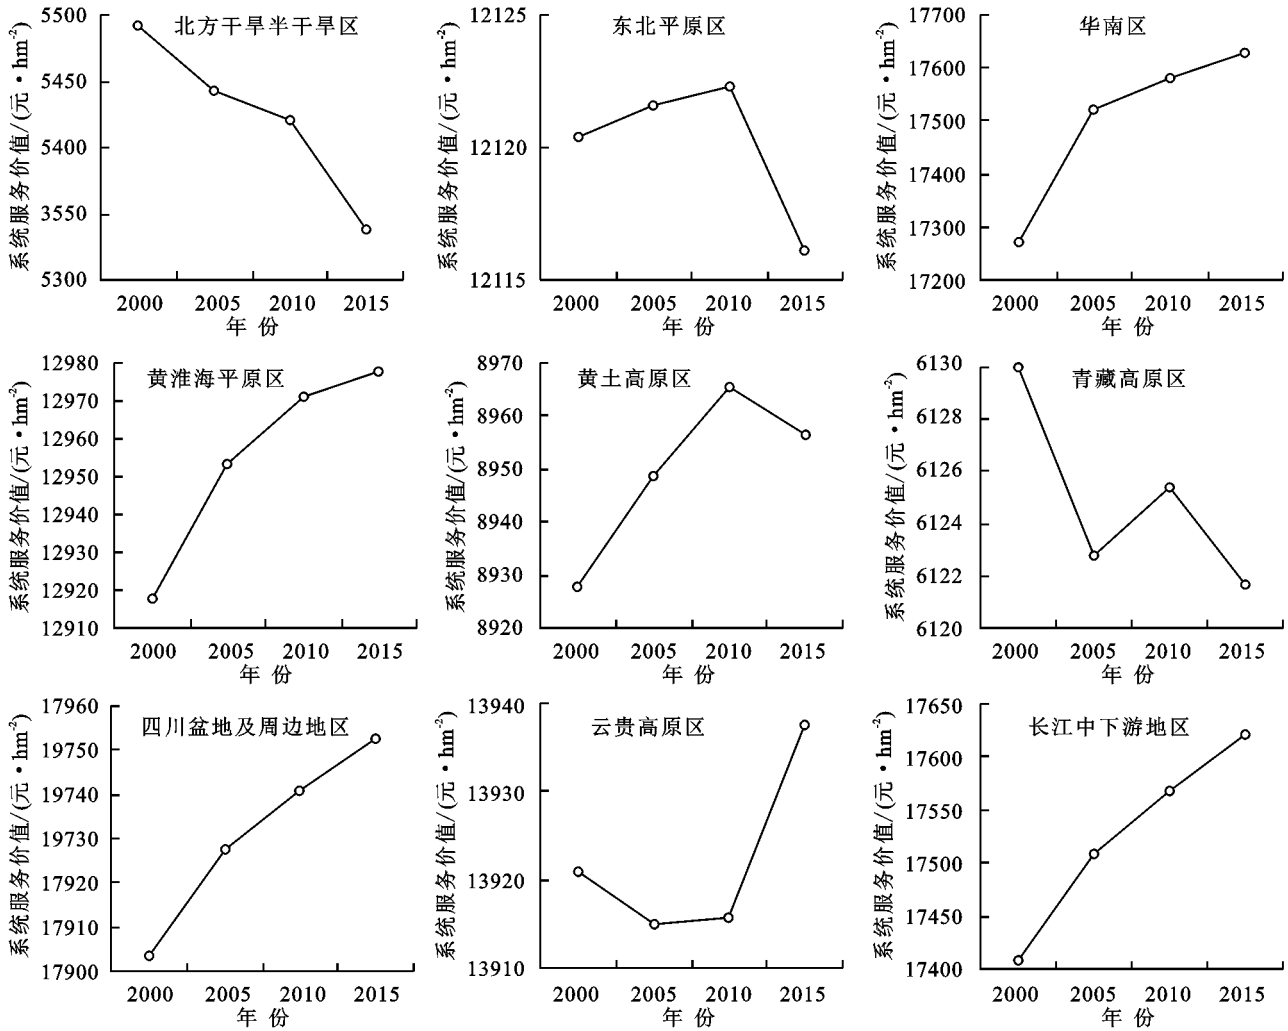 北方干旱半干旱区
系统服务价值/(元·hm-2)
5500
5450
5400
3550
5300
2000 2005 2010 2015
年 份
东北平原区
系统服务价值/(元·hm-2)
12125
12120
12115
2000 2005 2010 2015
年 份
华南区
系统服务价值/(元·hm-2)
17700
17600
17500
17400
17300
17200
2000 2005 2010 2015
年 份
黄淮海平原区
系统服务价值/(元·hm-2)
12980
12970
12960
12950
12940
12930
12920
12910
2000 2005 2010 2015
年 份
黄土高原区
系统服务价值/(元·hm-2)
8970
8960
8950
8940
8930
8920
2000 2005 2010 2015
年 份
青藏高原区
系统服务价值/(元·hm-2)
6130
6128
6126
6124
6122
6120
2000 2005 2010 2015
年 份
四川盆地及周边地区
系统服务价值/(元·hm-2)
17960
19750
19740
19730
17920
17910
17900
2000 2005 2010 2015
年 份
云贵高原区
系统服务价值/(元·hm-2)
13940
13930
13920
13910
2000 2005 2010 2015
年 份
长江中下游地区
系统服务价值/(元·hm-2)
17650
17600
17550
17500
17450
17400
2000 2005 2010 2015
年 份